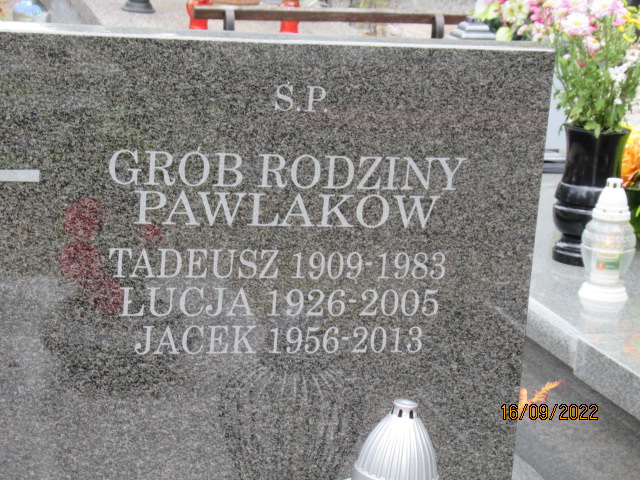 Ś.P.
GRÓB RODZINY
PAWLAKÓW
TADEUSZ 1909-1983
ŁUCJA 1926-2005
JACEK 1956-2013
16/09/2022